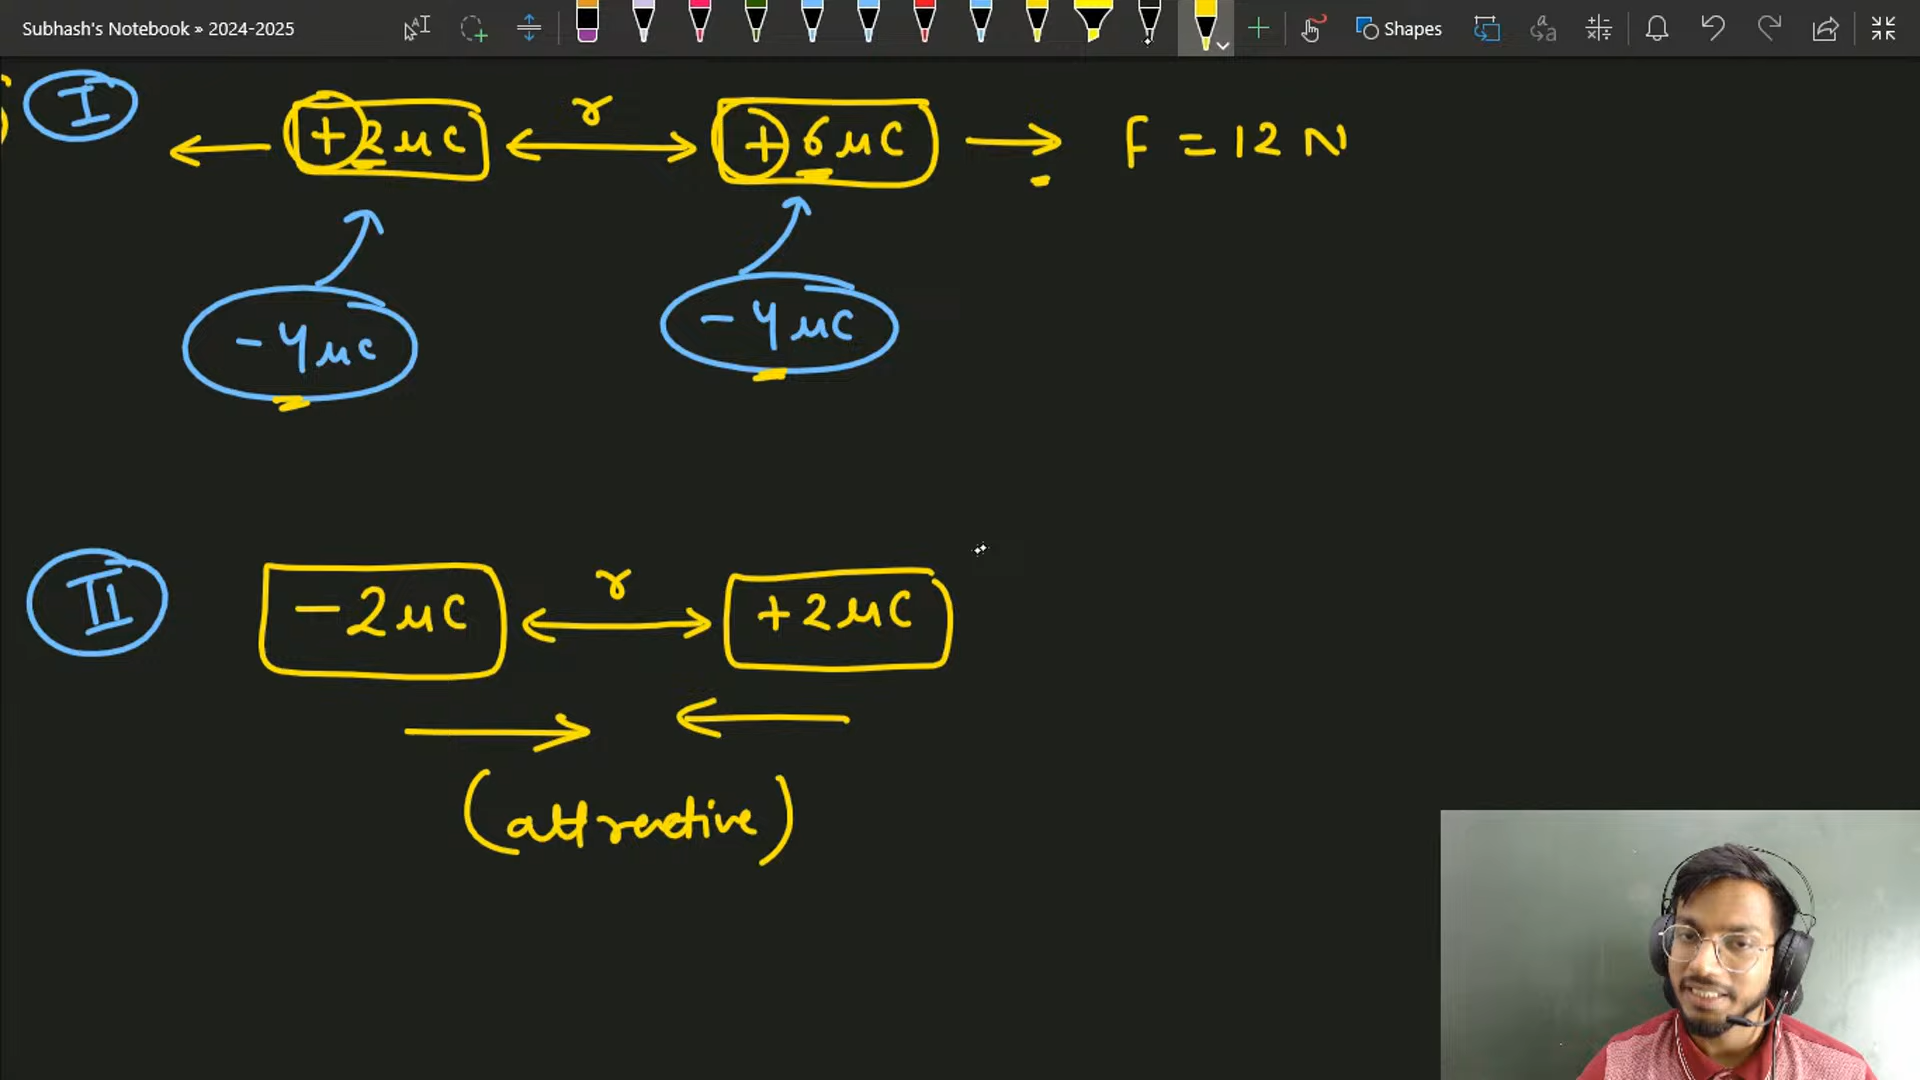 Subhash's Notebook » 2024-2025
Shapes
I +2μC r +6μC F = 12 N
-4μC -4μC
II -2μC r +2μC
(attractive)